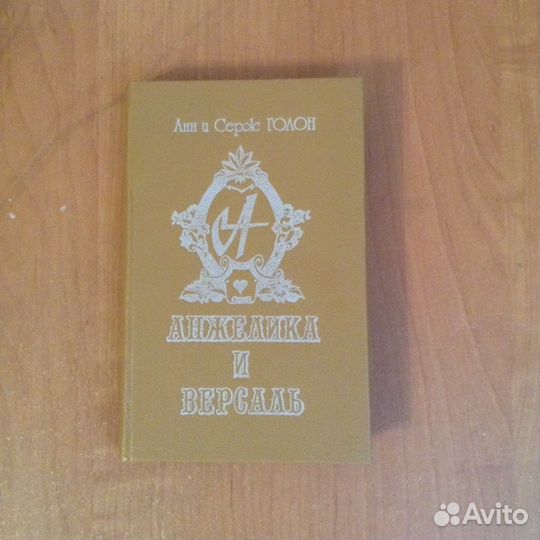 Анн и Серж ГОЛОН
А
АНЖЕЛИКА
И
ВЕРСАЛЬ
Avito